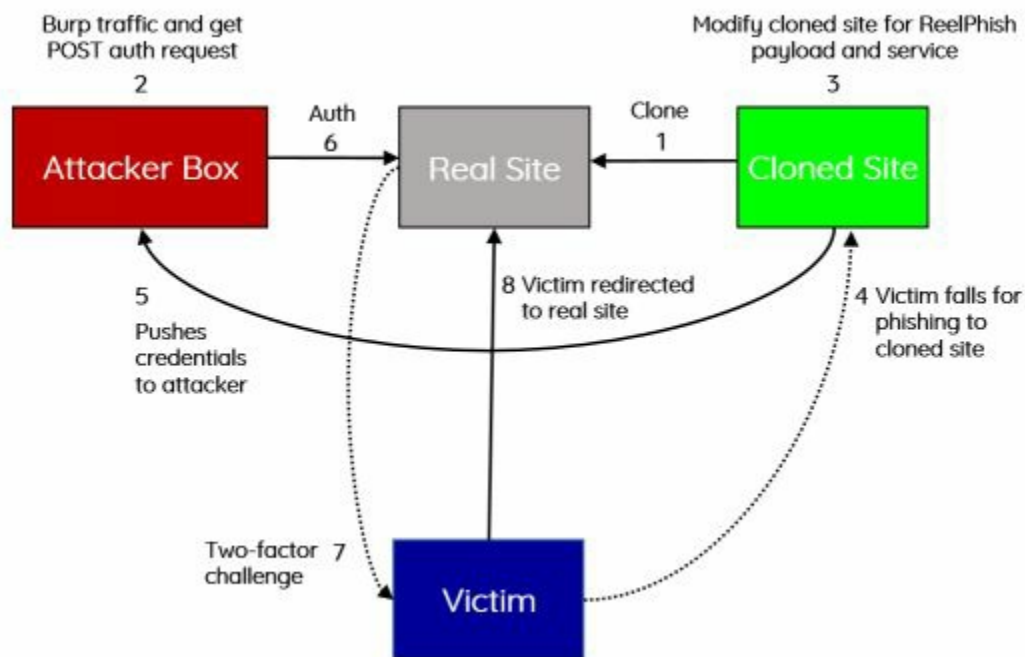 Burp traffic and get
POST auth request
2
Modify cloned site for ReelPhish
payload and service
3
Attacker Box
Auth
6
Real Site
Clone
1
Cloned Site
5
Pushes
credentials
to attacker
8 Victim redirected
to real site
4 Victim falls for
phishing to
cloned site
Two-factor 7
challenge
Victim